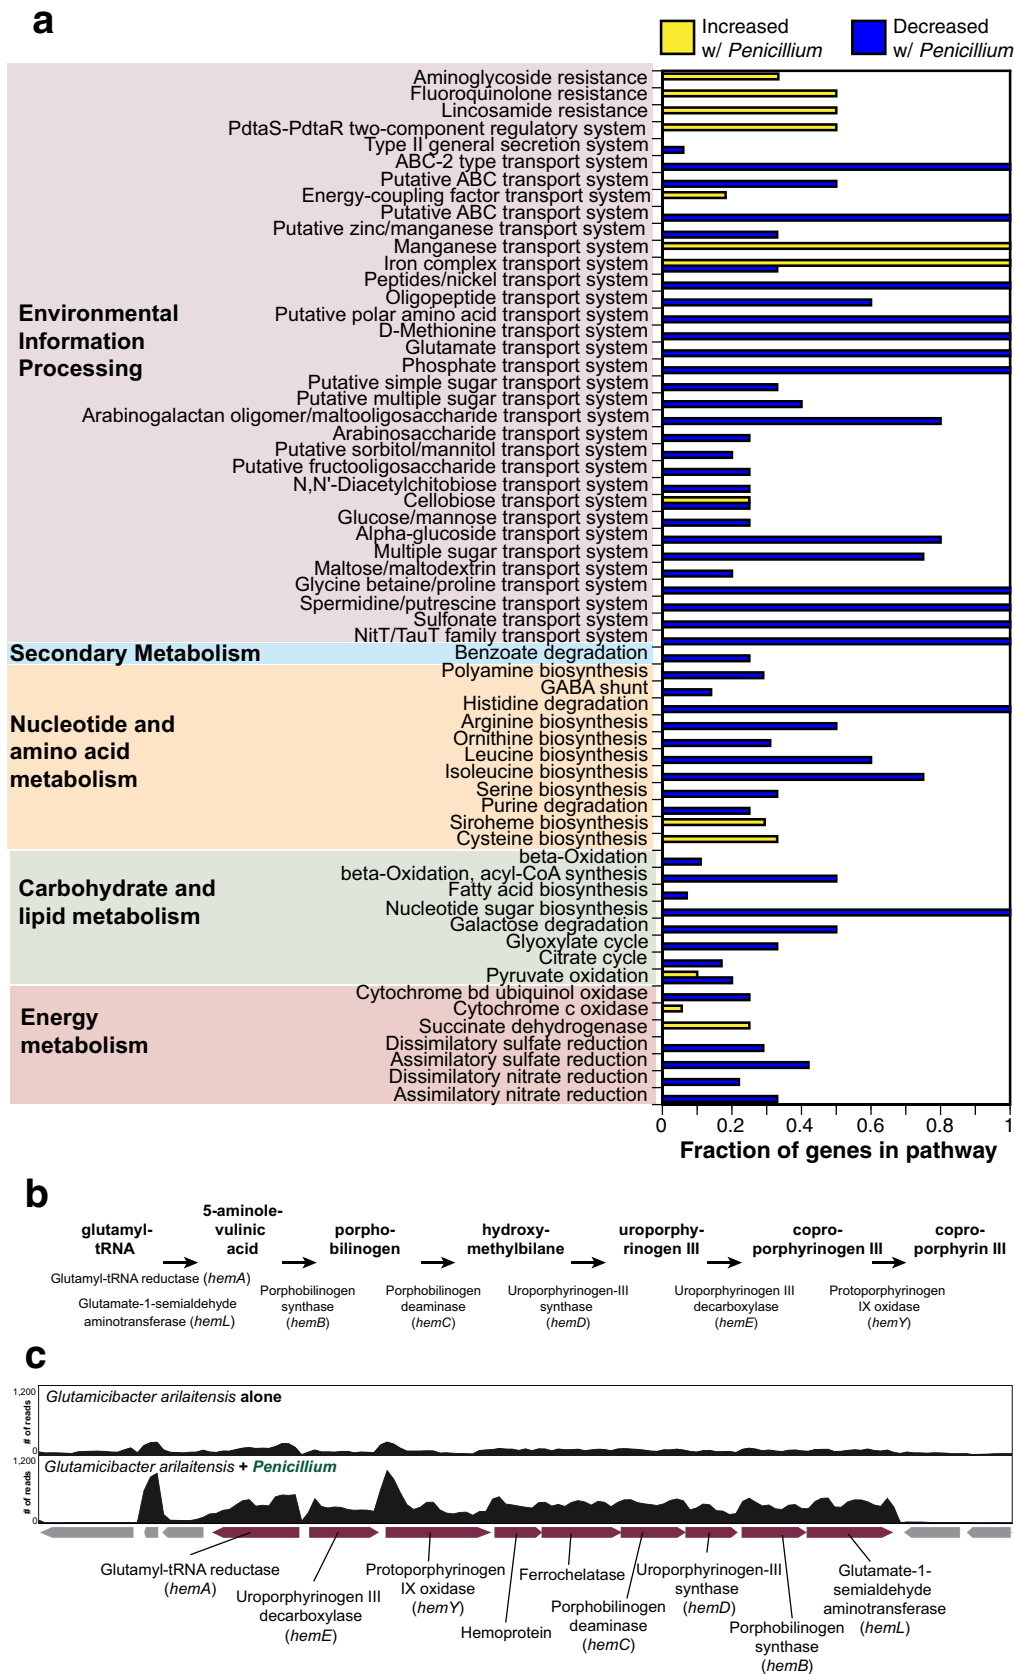 a
Increased
w/ Penicillium
Decreased
w/ Penicillium
Aminoglycoside resistance
Fluoroquinolone resistance
Lincosamide resistance
PdtaS-PdtaR two-component regulatory system
Type II general secretion system
ABC-2 type transport system
Putative ABC transport system
Energy-coupling factor transport system
Putative ABC transport system
Putative zinc/manganese transport system
Manganese transport system
Iron complex transport system
Peptides/nickel transport system
Oligopeptide transport system
Putative polar amino acid transport system
D-Methionine transport system
Glutamate transport system
Phosphate transport system
Putative simple sugar transport system
Putative multiple sugar transport system
Arabinogalactan oligomer/maltooligosaccharide transport system
Arabinosaccharide transport system
Putative sorbitol/mannitol transport system
Putative fructooligosaccharide transport system
N,N'-Diacetylchitobiose transport system
Cellobiose transport system
Glucose/mannose transport system
Alpha-glucoside transport system
Multiple sugar transport system
Maltose/maltodextrin transport system
Glycine betaine/proline transport system
Spermidine/putrescine transport system
Sulfonate transport system
NitT/TauT family transport system
Environmental
Information
Processing
Secondary Metabolism
Benzoate degradation
Polyamine biosynthesis
GABA shunt
Histidine degradation
Arginine biosynthesis
Ornithine biosynthesis
Leucine biosynthesis
Isoleucine biosynthesis
Serine biosynthesis
Purine degradation
Siroheme biosynthesis
Cysteine biosynthesis
Nucleotide and
amino acid
metabolism
beta-Oxidation
beta-Oxidation, acyl-CoA synthesis
Fatty acid biosynthesis
Nucleotide sugar biosynthesis
Galactose degradation
Glyoxylate cycle
Citrate cycle
Pyruvate oxidation
Carbohydrate and
lipid metabolism
Cytochrome bd ubiquinol oxidase
Cytochrome c oxidase
Succinate dehydrogenase
Dissimilatory sulfate reduction
Assimilatory sulfate reduction
Dissimilatory nitrate reduction
Assimilatory nitrate reduction
Energy
metabolism
0 0.2 0.4 0.6 0.8 1
Fraction of genes in pathway
b
glutamyl-
tRNA
5-aminole-
vulinic
acid
porpho-
bilinogen
hydroxy-
methylbilane
uroporphy-
rinogen III
copro-
porphyrinogen III
copro-
porphyrin III
Glutamyl-tRNA reductase (hemA)
Glutamate-1-semialdehyde
aminotransferase (hemL)
Porphobilinogen
synthase
(hemB)
Porphobilinogen
deaminase
(hemC)
Uroporphyrinogen-III
synthase
(hemD)
Uroporphyrinogen III
decarboxylase
(hemE)
Protoporphyrinogen
IX oxidase
(hemY)
c
1,200
# of reads
0
Glutamicibacter arilaitensis alone
1,200
# of reads
0
Glutamicibacter arilaitensis + Penicillium
Glutamyl-tRNA reductase
(hemA)
Uroporphyrinogen III
decarboxylase
(hemE)
Protoporphyrinogen
IX oxidase
(hemY)
Hemoprotein
Ferrochelatase
Porphobilinogen
deaminase
(hemC)
Uroporphyrinogen-III
synthase
(hemD)
Porphobilinogen
synthase
(hemB)
Glutamate-1-
semialdehyde
aminotransferase
(hemL)